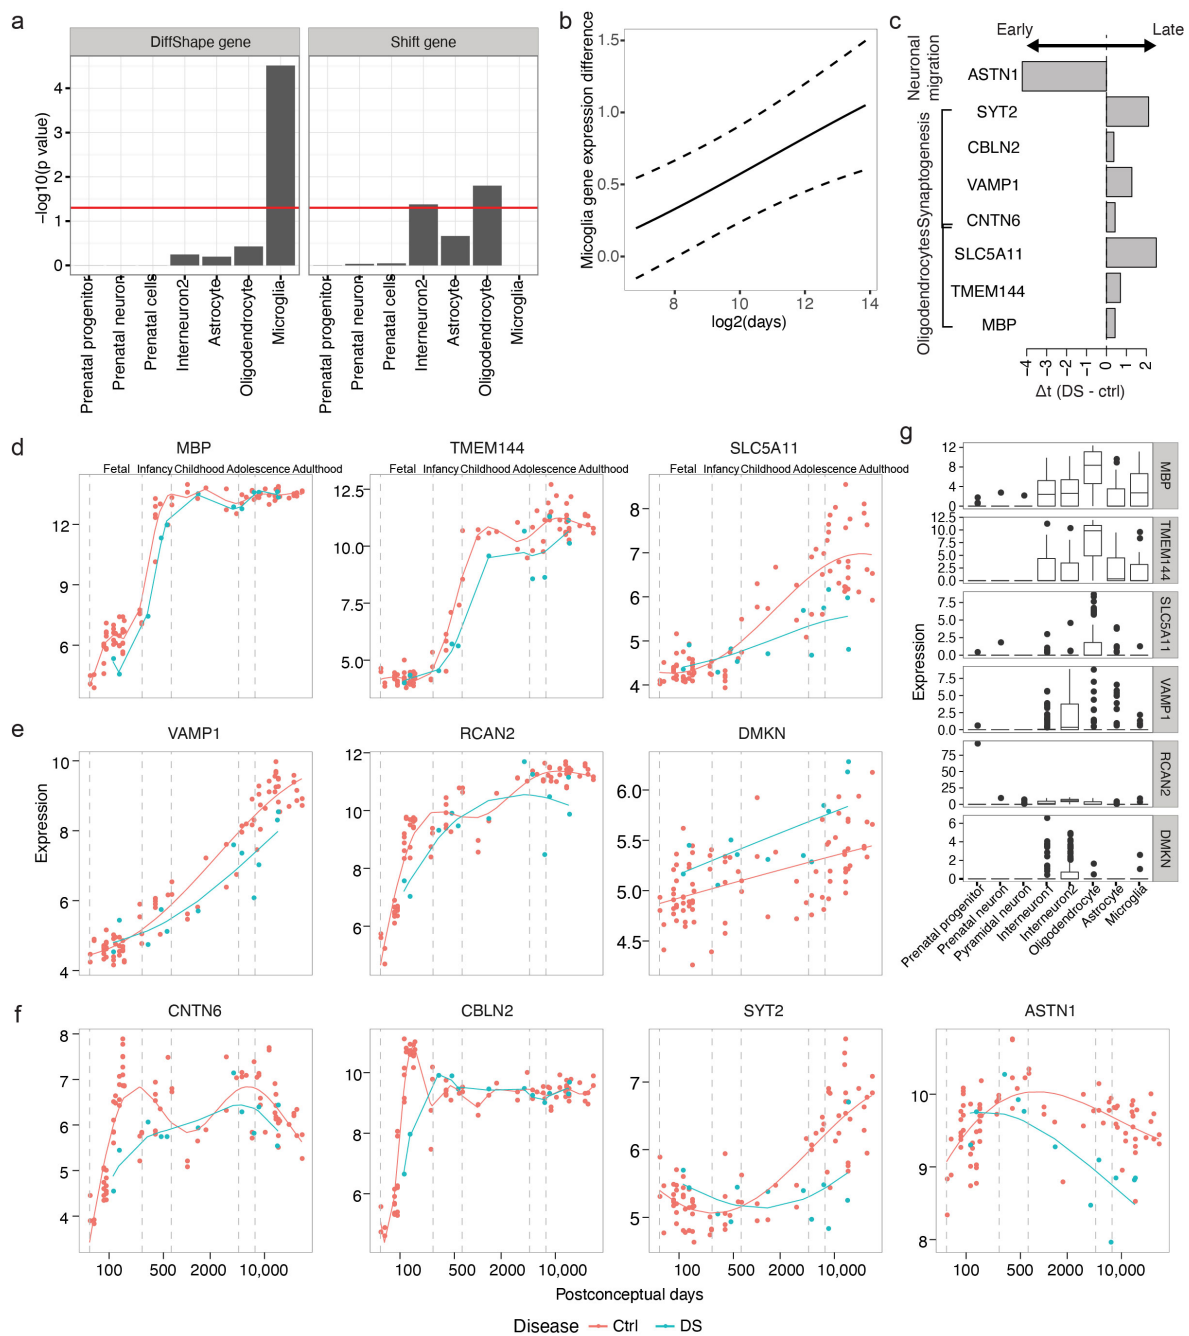 a
DiffShape gene
Shift gene
−log10(p value)
4
3
2
1
0
Prenatal progenitor
Prenatal neuron
Prenatal cells
Interneuron2
Astrocyte
Oligodendrocyte
Microglia
Prenatal progenitor
Prenatal neuron
Prenatal cells
Interneuron2
Astrocyte
Oligodendrocyte
Microglia
b
Micoglia gene expression difference
1.5
1.0
0.5
0.0
8
10
12
14
log2(days)
c
Early
Late
Neuronal
migration
Synaptogenesis
Oligodendrocytes
ASTN1
SYT2
CBLN2
VAMP1
CNTN6
SLC5A11
TMEM144
MBP
−4
−3
−2
−1
0
1
2
Δt (DS - ctrl)
d
MBP
Fetal Infancy Childhood Adolescence Adulthood
12
9
6
TMEM144
Fetal Infancy Childhood Adolescence Adulthood
12.5
10.0
7.5
5.0
SLC5A11
Fetal Infancy Childhood Adolescence Adulthood
8
7
6
5
4
e
Expression
VAMP1
10
8
6
4
RCAN2
12
10
8
6
DMKN
6.0
5.5
5.0
4.5
f
CNTN6
8
7
6
5
4
100 500 2000 10,000
CBLN2
10
8
6
100 500 2000 10,000
SYT2
7
6
5
100 500 2000 10,000
ASTN1
10
9
8
100 500 2000 10,000
Postconceptual days
Disease Ctrl DS
g
Expression
12
8
4
0
MBP
12.5
10.0
7.5
5.0
2.5
0.0
TMEM144
7.5
5.0
2.5
0.0
SLC5A11
7.5
5.0
2.5
0.0
VAMP1
75
50
25
0
RCAN2
6
4
2
0
DMKN
Prenatal progenitor
Prenatal neuron
Pyramidal neuron
Interneuron1
Interneuron2
Oligodendrocyte
Astrocyte
Microglia